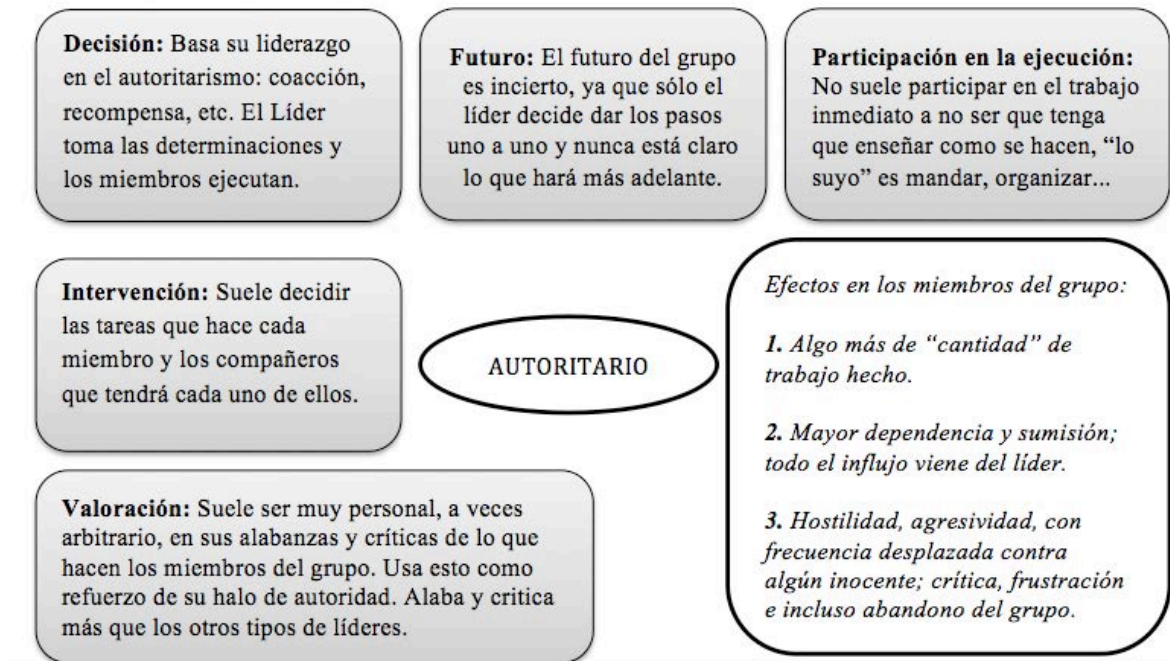 Decisión: Basa su liderazgo
en el autoritarismo: coacción,
recompensa, etc. El Líder
toma las determinaciones y
los miembros ejecutan.
Futuro: El futuro del grupo
es incierto, ya que sólo el
líder decide dar los pasos
uno a uno y nunca está claro
lo que hará más adelante.
Participación en la ejecución:
No suele participar en el trabajo
inmediato a no ser que tenga
que enseñar como se hacen, “lo
suyo” es mandar, organizar...
Intervención: Suele decidir
las tareas que hace cada
miembro y los compañeros
que tendrá cada uno de ellos.
AUTORITARIO
Efectos en los miembros del grupo:
1. Algo más de “cantidad” de
trabajo hecho.
2. Mayor dependencia y sumisión;
todo el influjo viene del líder.
3. Hostilidad, agresividad, con
frecuencia desplazada contra
algún inocente; crítica, frustración
e incluso abandono del grupo.
Valoración: Suele ser muy personal, a veces
arbitrario, en sus alabanzas y críticas de lo que
hacen los miembros del grupo. Usa esto como
refuerzo de su halo de autoridad. Alaba y critica
más que los otros tipos de líderes.